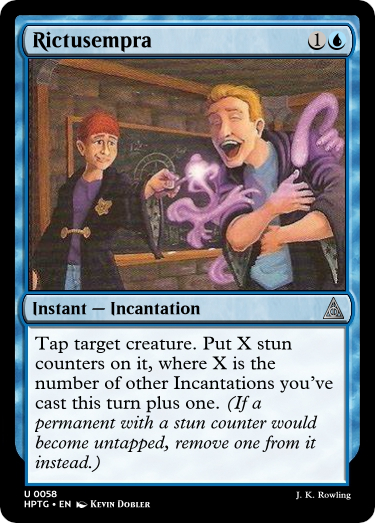 Rictusempra 1
Instant — Incantation
Tap target creature. Put X stun
counters on it, where X is the
number of other Incantations you've
cast this turn plus one. (If a
permanent with a stun counter would
become untapped, remove one from it
instead.)
U 0058 J. K. Rowling
HPTG • EN Kevin Dobler